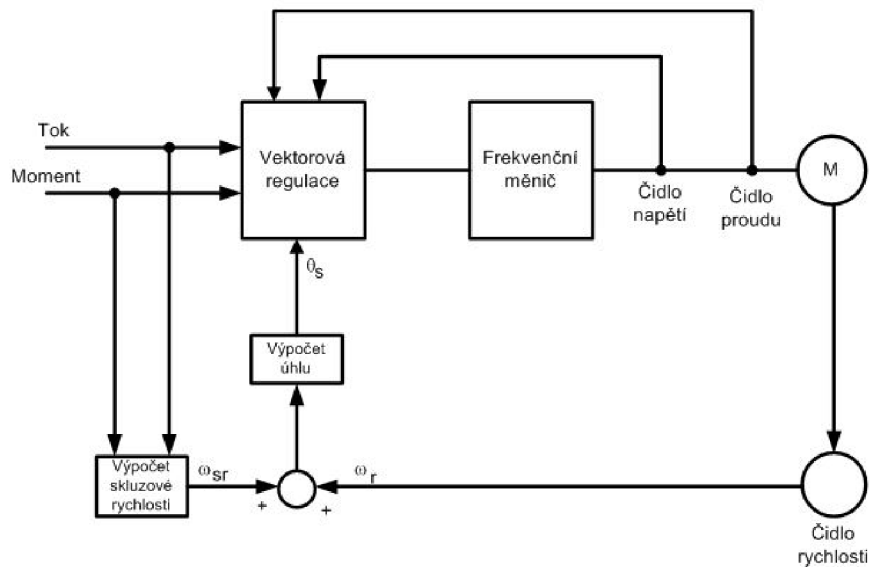 Tok
Moment
Vektorová
regulace
Frekvenční
měnič
M
Čidlo
napětí
Čidlo
proudu
θs
Výpočet
úhlu
Výpočet
skluzové
rychlosti
ωsr
+
+
ωr
Čidlo
rychlosti